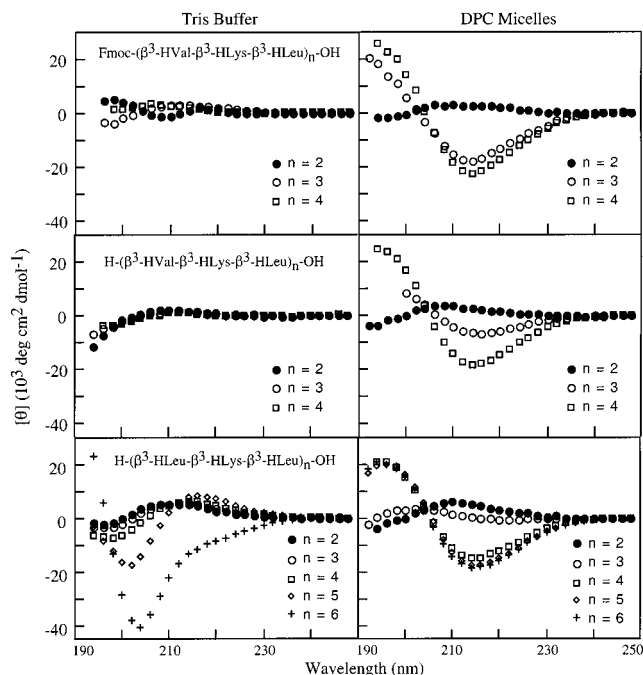 Tris Buffer
DPC Micelles
Fmoc-(β³-HVal-β³-HLys-β³-HLeu)n-OH
20
0
-20
-40
n = 2
n = 3
n = 4
n = 2
n = 3
n = 4
[θ] (10³ deg cm² dmol⁻¹)
H-(β³-HVal-β³-HLys-β³-HLeu)n-OH
20
0
-20
-40
n = 2
n = 3
n = 4
n = 2
n = 3
n = 4
H-(β³-HLeu-β³-HLys-β³-HLeu)n-OH
20
0
-20
-40
n = 2
n = 3
n = 4
n = 5
n = 6
n = 2
n = 3
n = 4
n = 5
n = 6
190 210 230 190 210 230 250
Wavelength (nm)